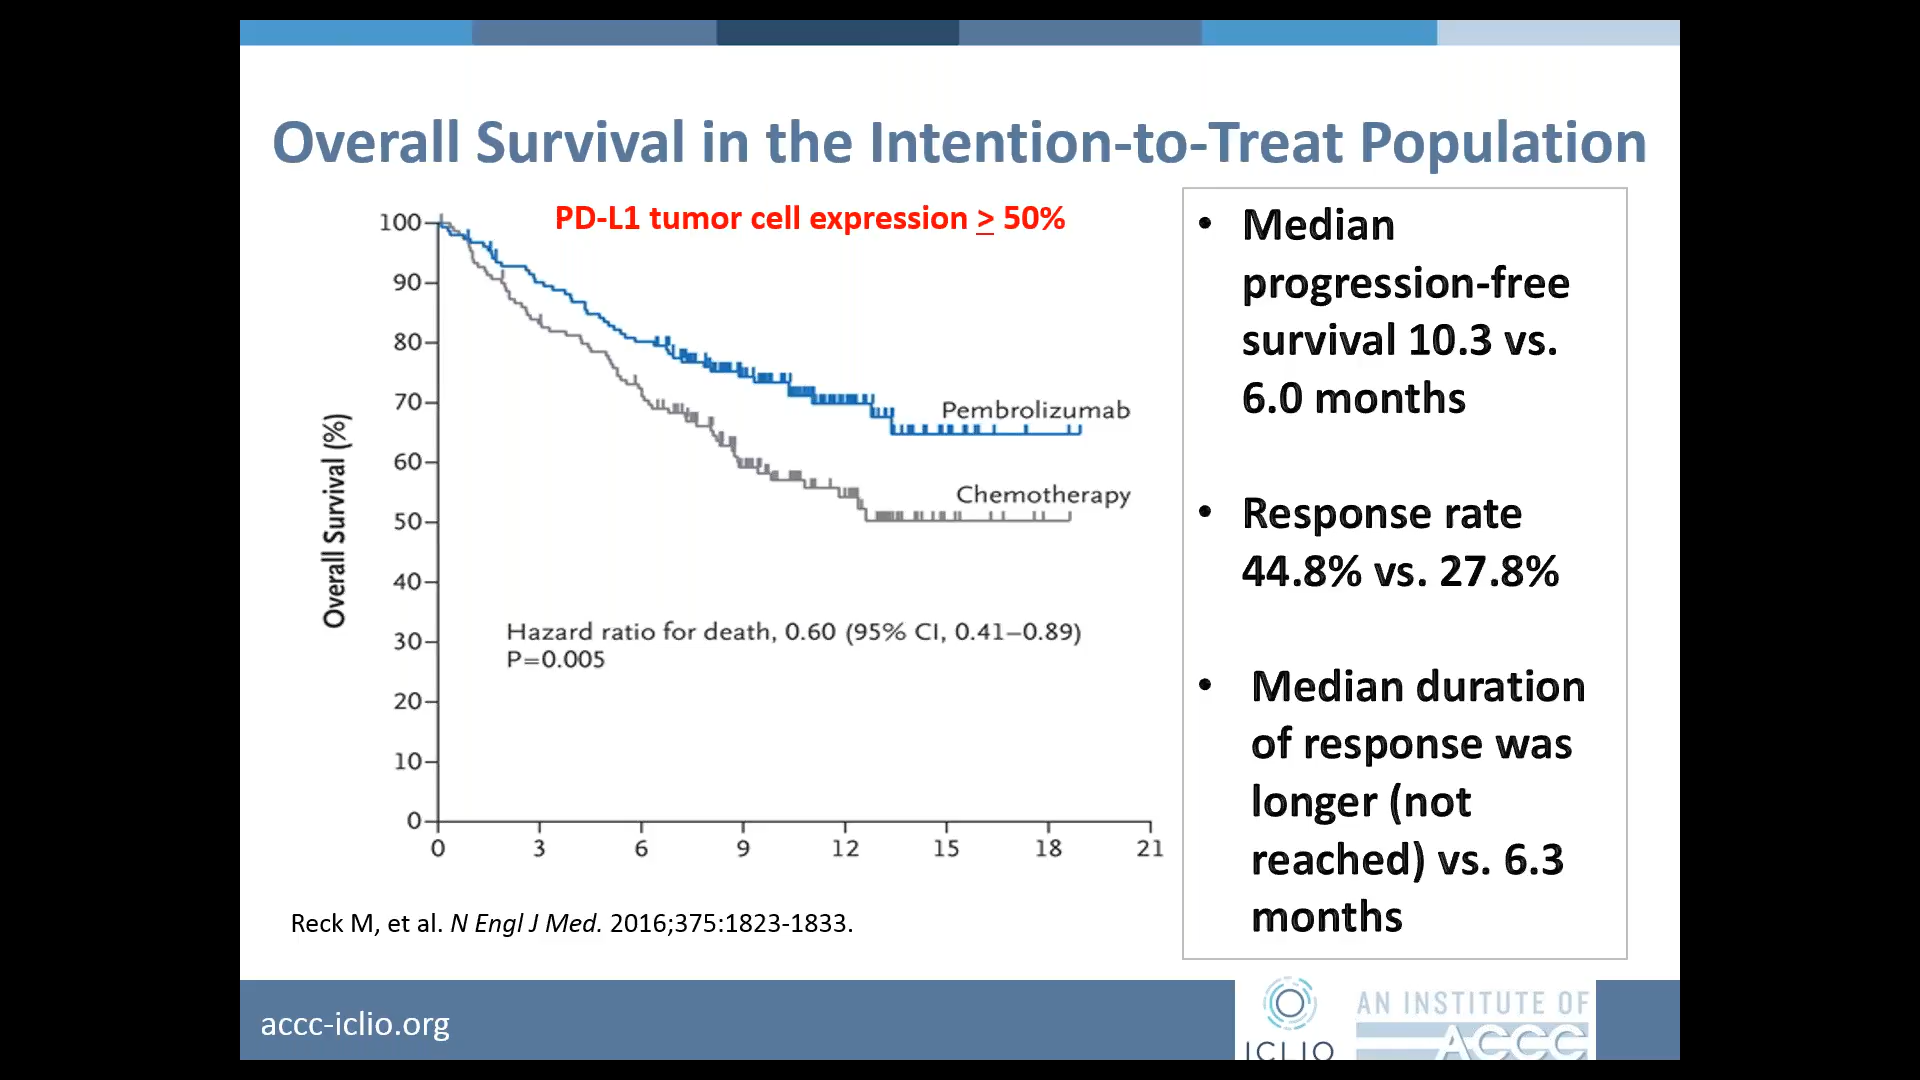 Overall Survival in the Intention-to-Treat Population
PD-L1 tumor cell expression > 50%
Overall Survival (%)
100
90
80
70
60
50
40
30
20
10
0
0 3 6 9 12 15 18 21
Pembrolizumab
Chemotherapy
Hazard ratio for death, 0.60 (95% CI, 0.41–0.89)
P=0.005
• Median
progression-free
survival 10.3 vs.
6.0 months
• Response rate
44.8% vs. 27.8%
• Median duration
of response was
longer (not
reached) vs. 6.3
months
Reck M, et al. N Engl J Med. 2016;375:1823-1833.
accc-iclio.org
ICLIO
AN INSTITUTE OF
ACCC